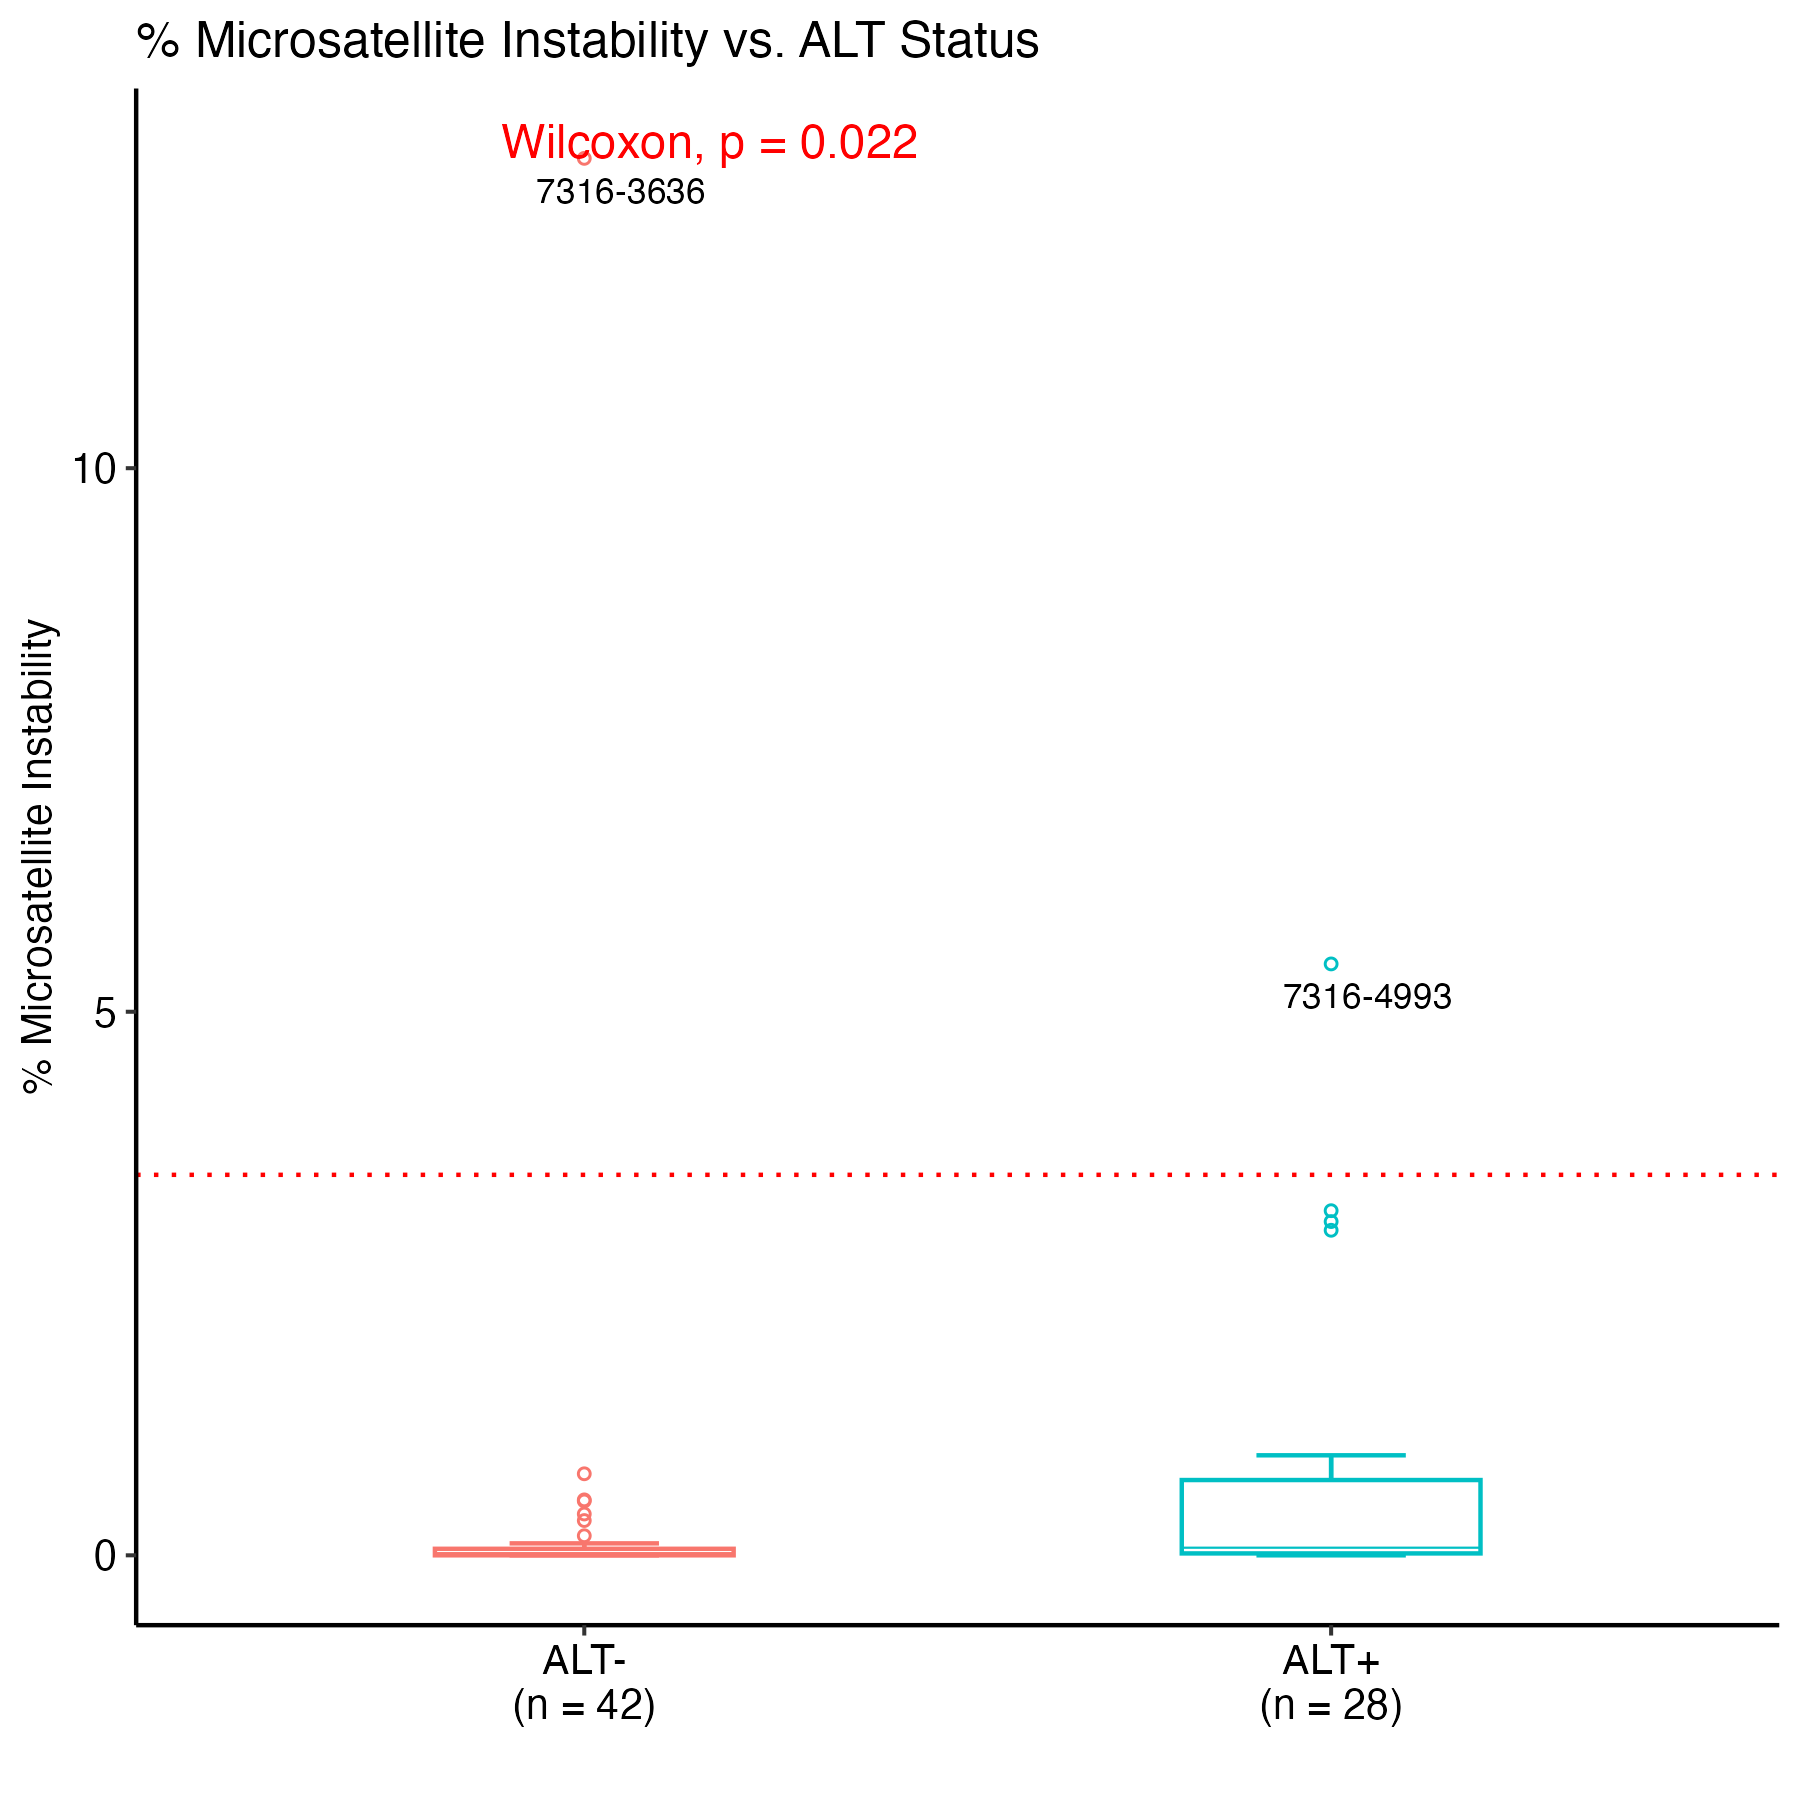 % Microsatellite Instability vs. ALT Status
Wilcoxon, p = 0.022
7316-3636
10
% Microsatellite Instability
7316-4993
5
0
ALT-
(n = 42)
ALT+
(n = 28)